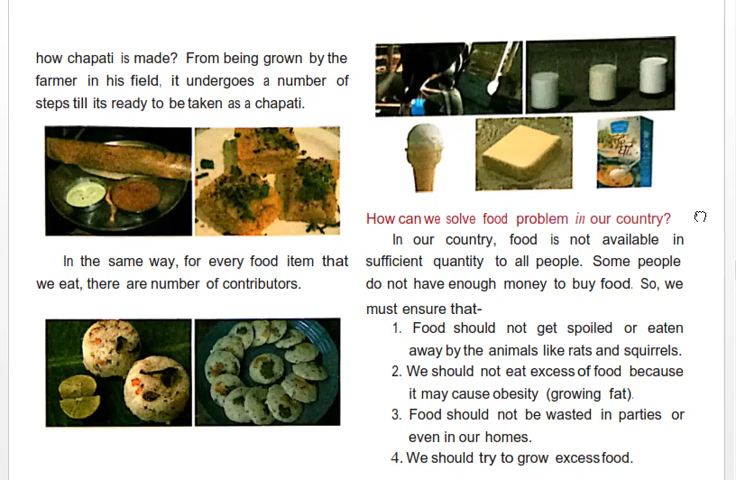 how chapati is made? From being grown by the
farmer in his field, it undergoes a number of
steps till its ready to be taken as a chapati.
In the same way, for every food item that
we eat, there are number of contributors.
How can we solve food problem in our country?
In our country, food is not available in
sufficient quantity to all people. Some people
do not have enough money to buy food. So, we
must ensure that-
1. Food should not get spoiled or eaten
away by the animals like rats and squirrels.
2. We should not eat excess of food because
it may cause obesity (growing fat).
3. Food should not be wasted in parties or
even in our homes.
4. We should try to grow excess food.